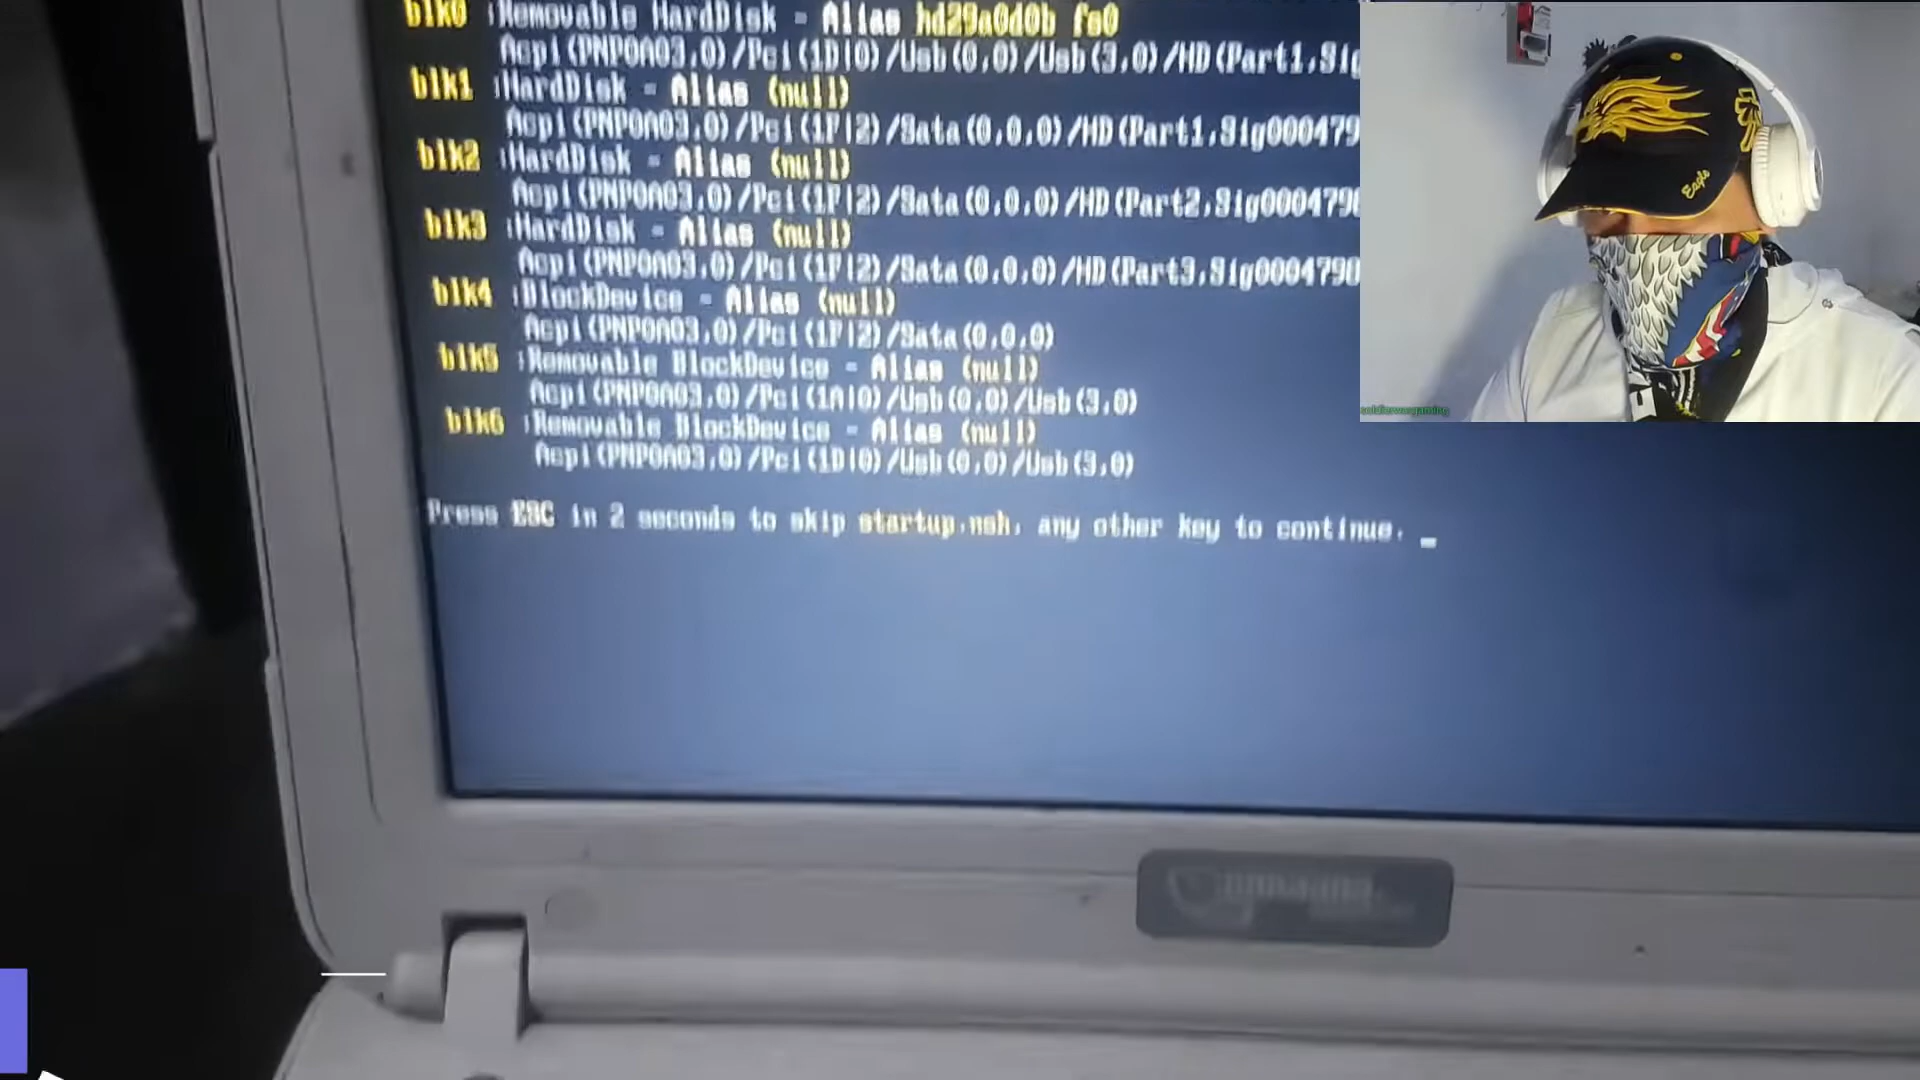 blk0 :Removable HardDisk - Alias hd29a0d0b fs0
Acpi(PNP0A03,0)/Pci(1D|0)/Usb(0,0)/Usb(3,0)/HD(Part1,Sig
blk1 :HardDisk - Alias (null)
Acpi(PNP0A03,0)/Pci(1F|2)/Sata(0,0,0)/HD(Part1,Sig000479
blk2 :HardDisk - Alias (null)
Acpi(PNP0A03,0)/Pci(1F|2)/Sata(0,0,0)/HD(Part2,Sig000479
blk3 :HardDisk - Alias (null)
Acpi(PNP0A03,0)/Pci(1F|2)/Sata(0,0,0)/HD(Part3,Sig000479
blk4 :BlockDevice - Alias (null)
Acpi(PNP0A03,0)/Pci(1F|2)/Sata(0,0,0)
blk5 :Removable BlockDevice - Alias (null)
Acpi(PNP0A03,0)/Pci(1A|0)/Usb(0,0)/Usb(3,0)
blk6 :Removable BlockDevice - Alias (null)
Acpi(PNP0A03,0)/Pci(1D|0)/Usb(0,0)/Usb(3,0)
Press ESC in 2 seconds to skip startup.nsh, any other key to continue.
Eagle